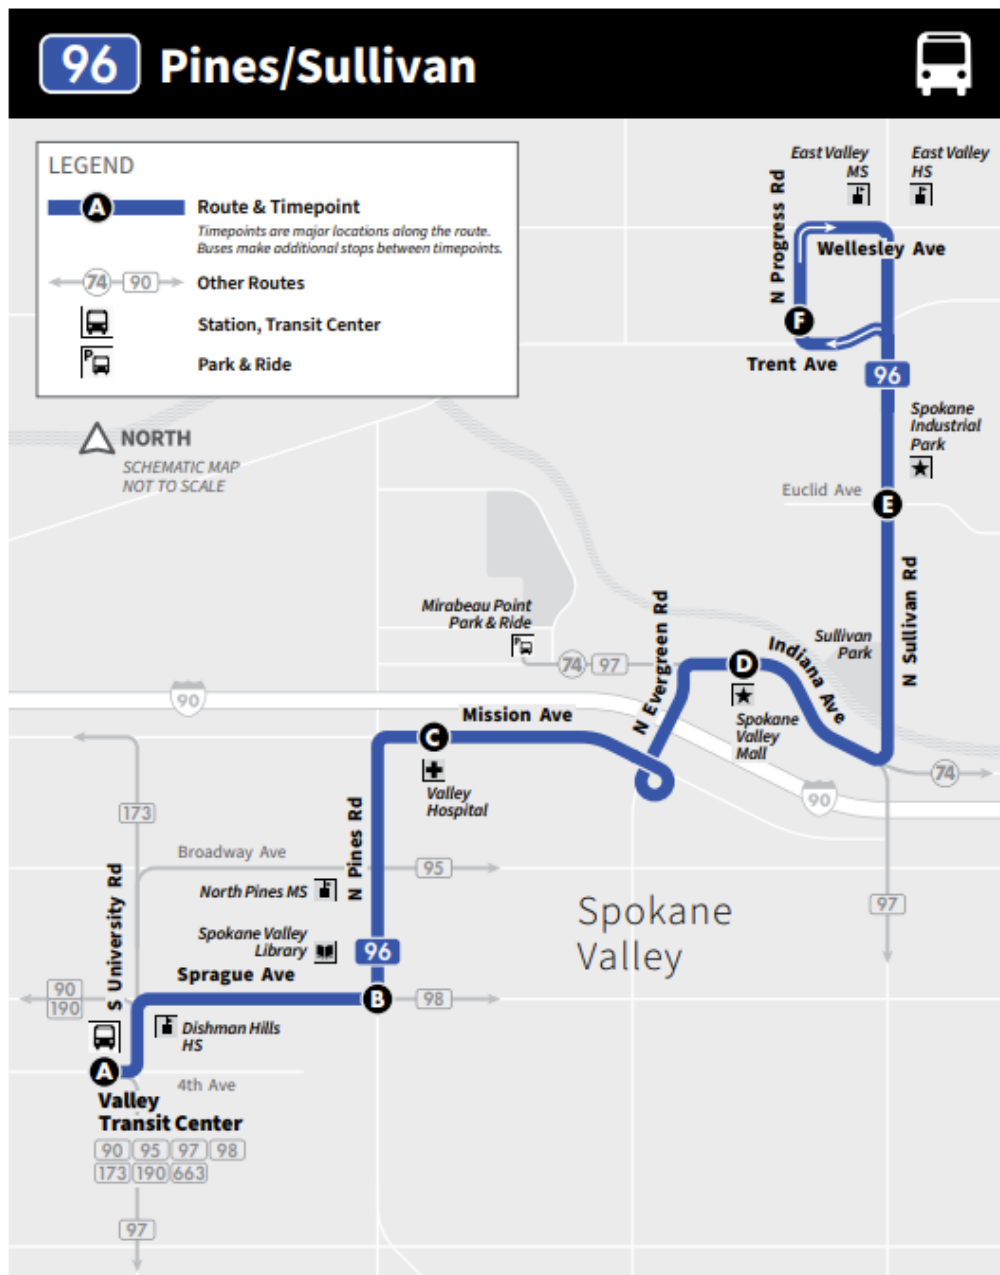 96 Pines/Sullivan
LEGEND
A Route & Timepoint
Timepoints are major locations along the route.
Buses make additional stops between timepoints.
74 90 Other Routes
Station, Transit Center
P Park & Ride
NORTH
SCHEMATIC MAP
NOT TO SCALE
East Valley
MS
East Valley
HS
N Progress Rd
Wellesley Ave
F
Trent Ave
96
Spokane
Industrial
Park
Euclid Ave
E
N Sullivan Rd
Mirabeau Point
Park & Ride
P
74 97
N Evergreen Rd
D
Indiana Ave
Sullivan
Park
Spokane
Valley
Mall
90
Mission Ave
C
Valley
Hospital
90
74
173
N Pines Rd
Broadway Ave
95
S University Rd
North Pines MS
97
Spokane
Valley
Spokane Valley
Library
96
Sprague Ave
90
190
B
98
Dishman Hills
HS
A
4th Ave
Valley
Transit Center
90 95 97 98
173 190 663
97